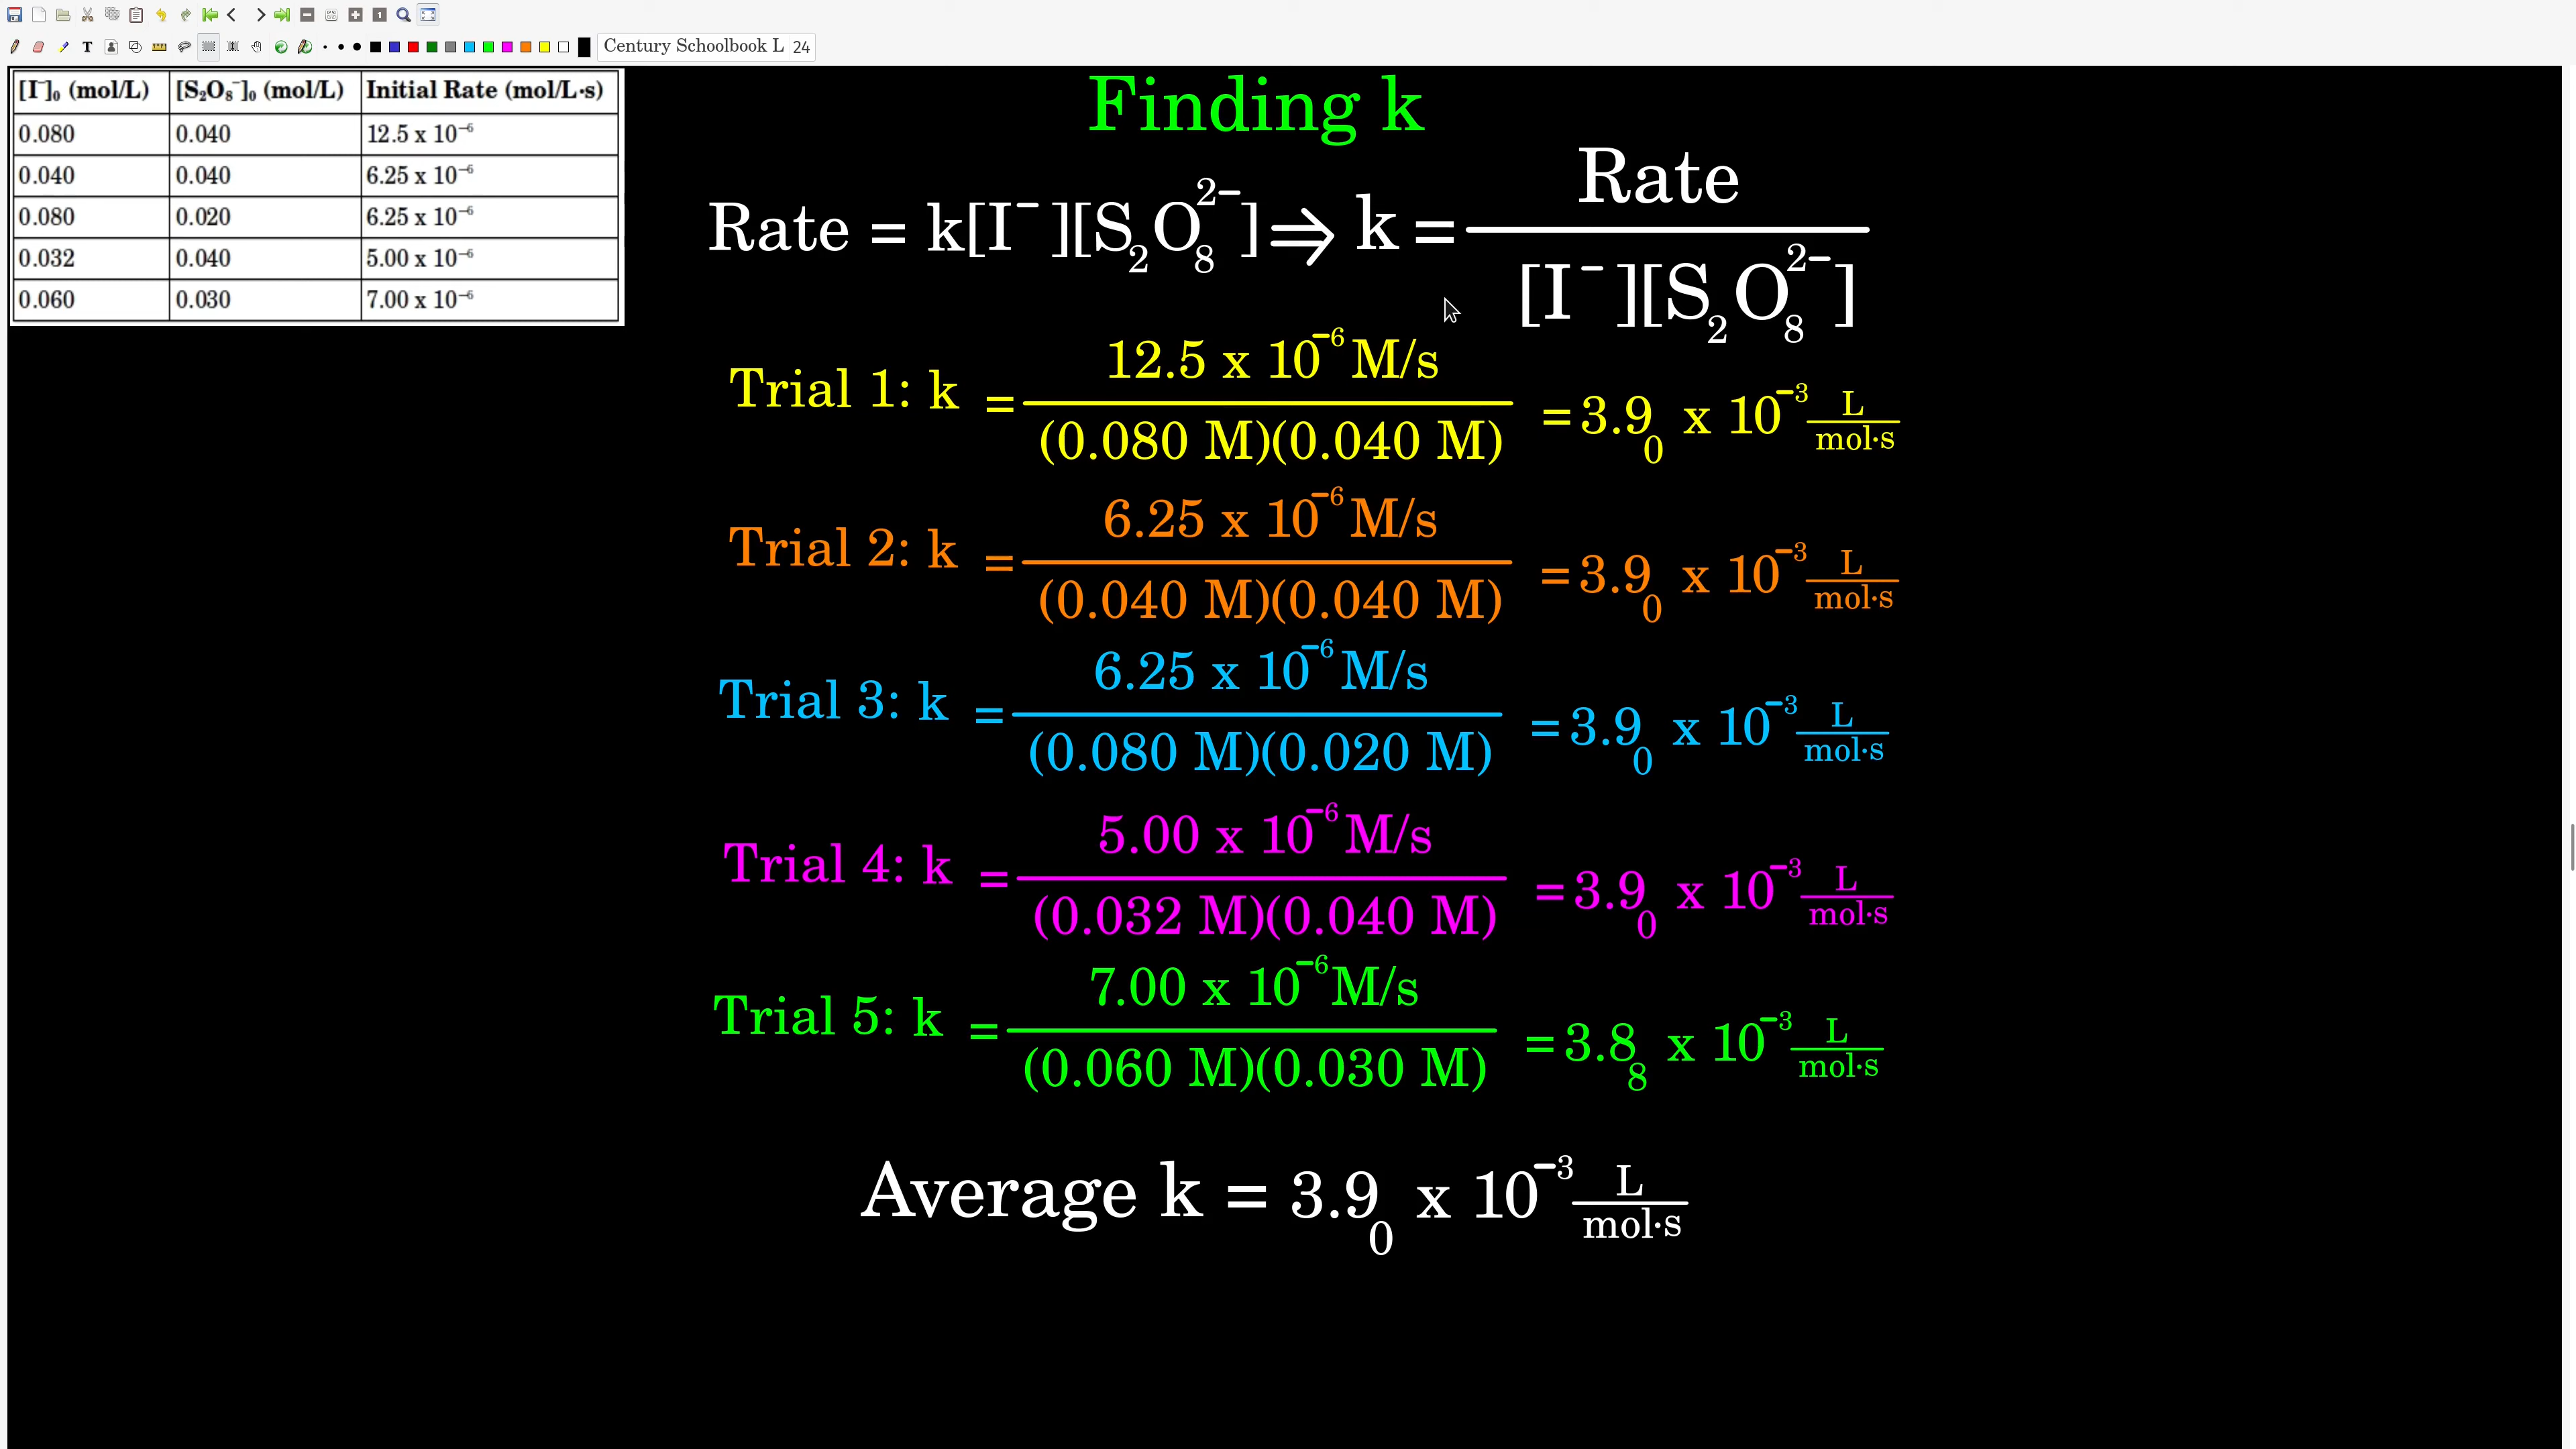 Century Schoolbook L 24
[I⁻]₀ (mol/L) [S₂O₈⁻]₀ (mol/L) Initial Rate (mol/L·s)
0.080 0.040 12.5 x 10⁻⁶
0.040 0.040 6.25 x 10⁻⁶
0.080 0.020 6.25 x 10⁻⁶
0.032 0.040 5.00 x 10⁻⁶
0.060 0.030 7.00 x 10⁻⁶
Finding k
Rate = k[I⁻][S₂O₈²⁻] ⇒ k = Rate / [I⁻][S₂O₈²⁻]
Trial 1: k = 12.5 x 10⁻⁶ M/s / (0.080 M)(0.040 M) = 3.9₀ x 10⁻³ L/mol·s
Trial 2: k = 6.25 x 10⁻⁶ M/s / (0.040 M)(0.040 M) = 3.9₀ x 10⁻³ L/mol·s
Trial 3: k = 6.25 x 10⁻⁶ M/s / (0.080 M)(0.020 M) = 3.9₀ x 10⁻³ L/mol·s
Trial 4: k = 5.00 x 10⁻⁶ M/s / (0.032 M)(0.040 M) = 3.9₀ x 10⁻³ L/mol·s
Trial 5: k = 7.00 x 10⁻⁶ M/s / (0.060 M)(0.030 M) = 3.8₈ x 10⁻³ L/mol·s
Average k = 3.9₀ x 10⁻³ L/mol·s